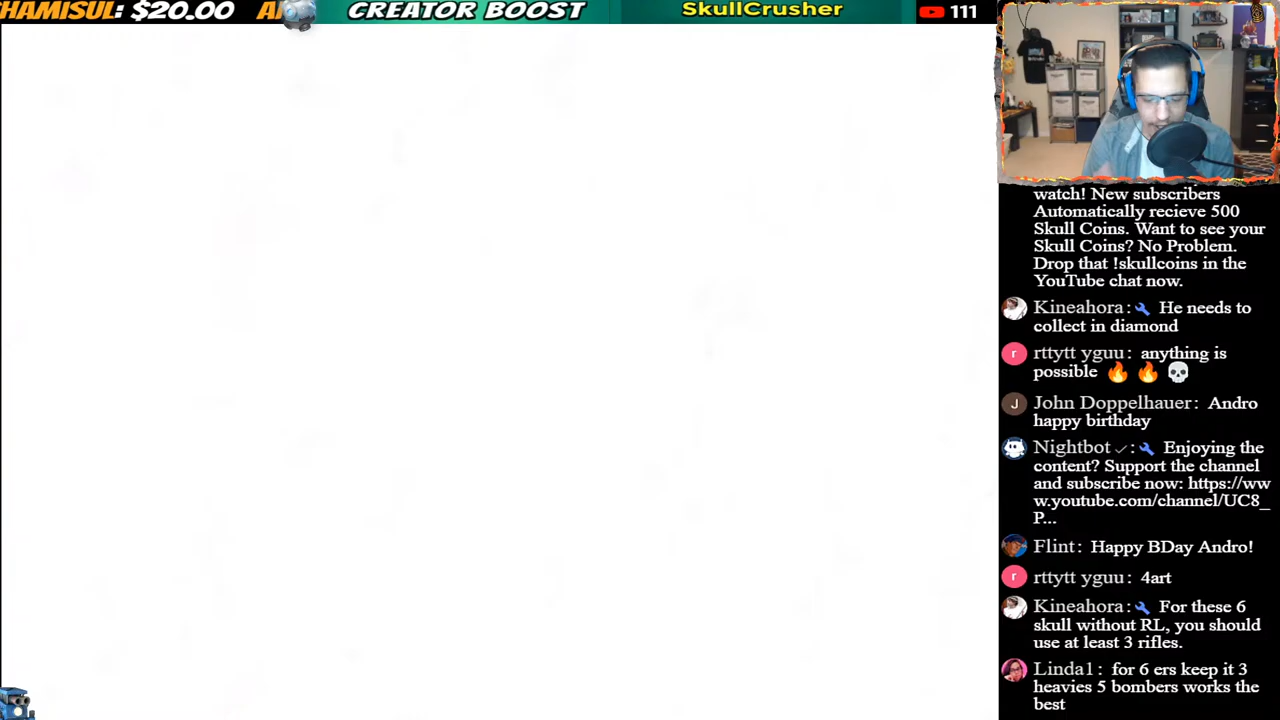 HAMISUL: $20.00 CREATOR BOOST SkullCrusher 111
watch! New subscribers
Automatically recieve 500
Skull Coins. Want to see your
Skull Coins? No Problem.
Drop that !skullcoins in the
YouTube chat now.
Kineahora: He needs to
collect in diamond
r rttytt yguu: anything is
possible 🔥 🔥 💀
J John Doppelhauer: Andro
happy birthday
Nightbot ✓: Enjoying the
content? Support the channel
and subscribe now: https://ww
w.youtube.com/channel/UC8_
P...
Flint: Happy BDay Andro!
r rttytt yguu: 4art
Kineahora: For these 6
skull without RL, you should
use at least 3 rifles.
Linda1: for 6 ers keep it 3
heavies 5 bombers works the
best